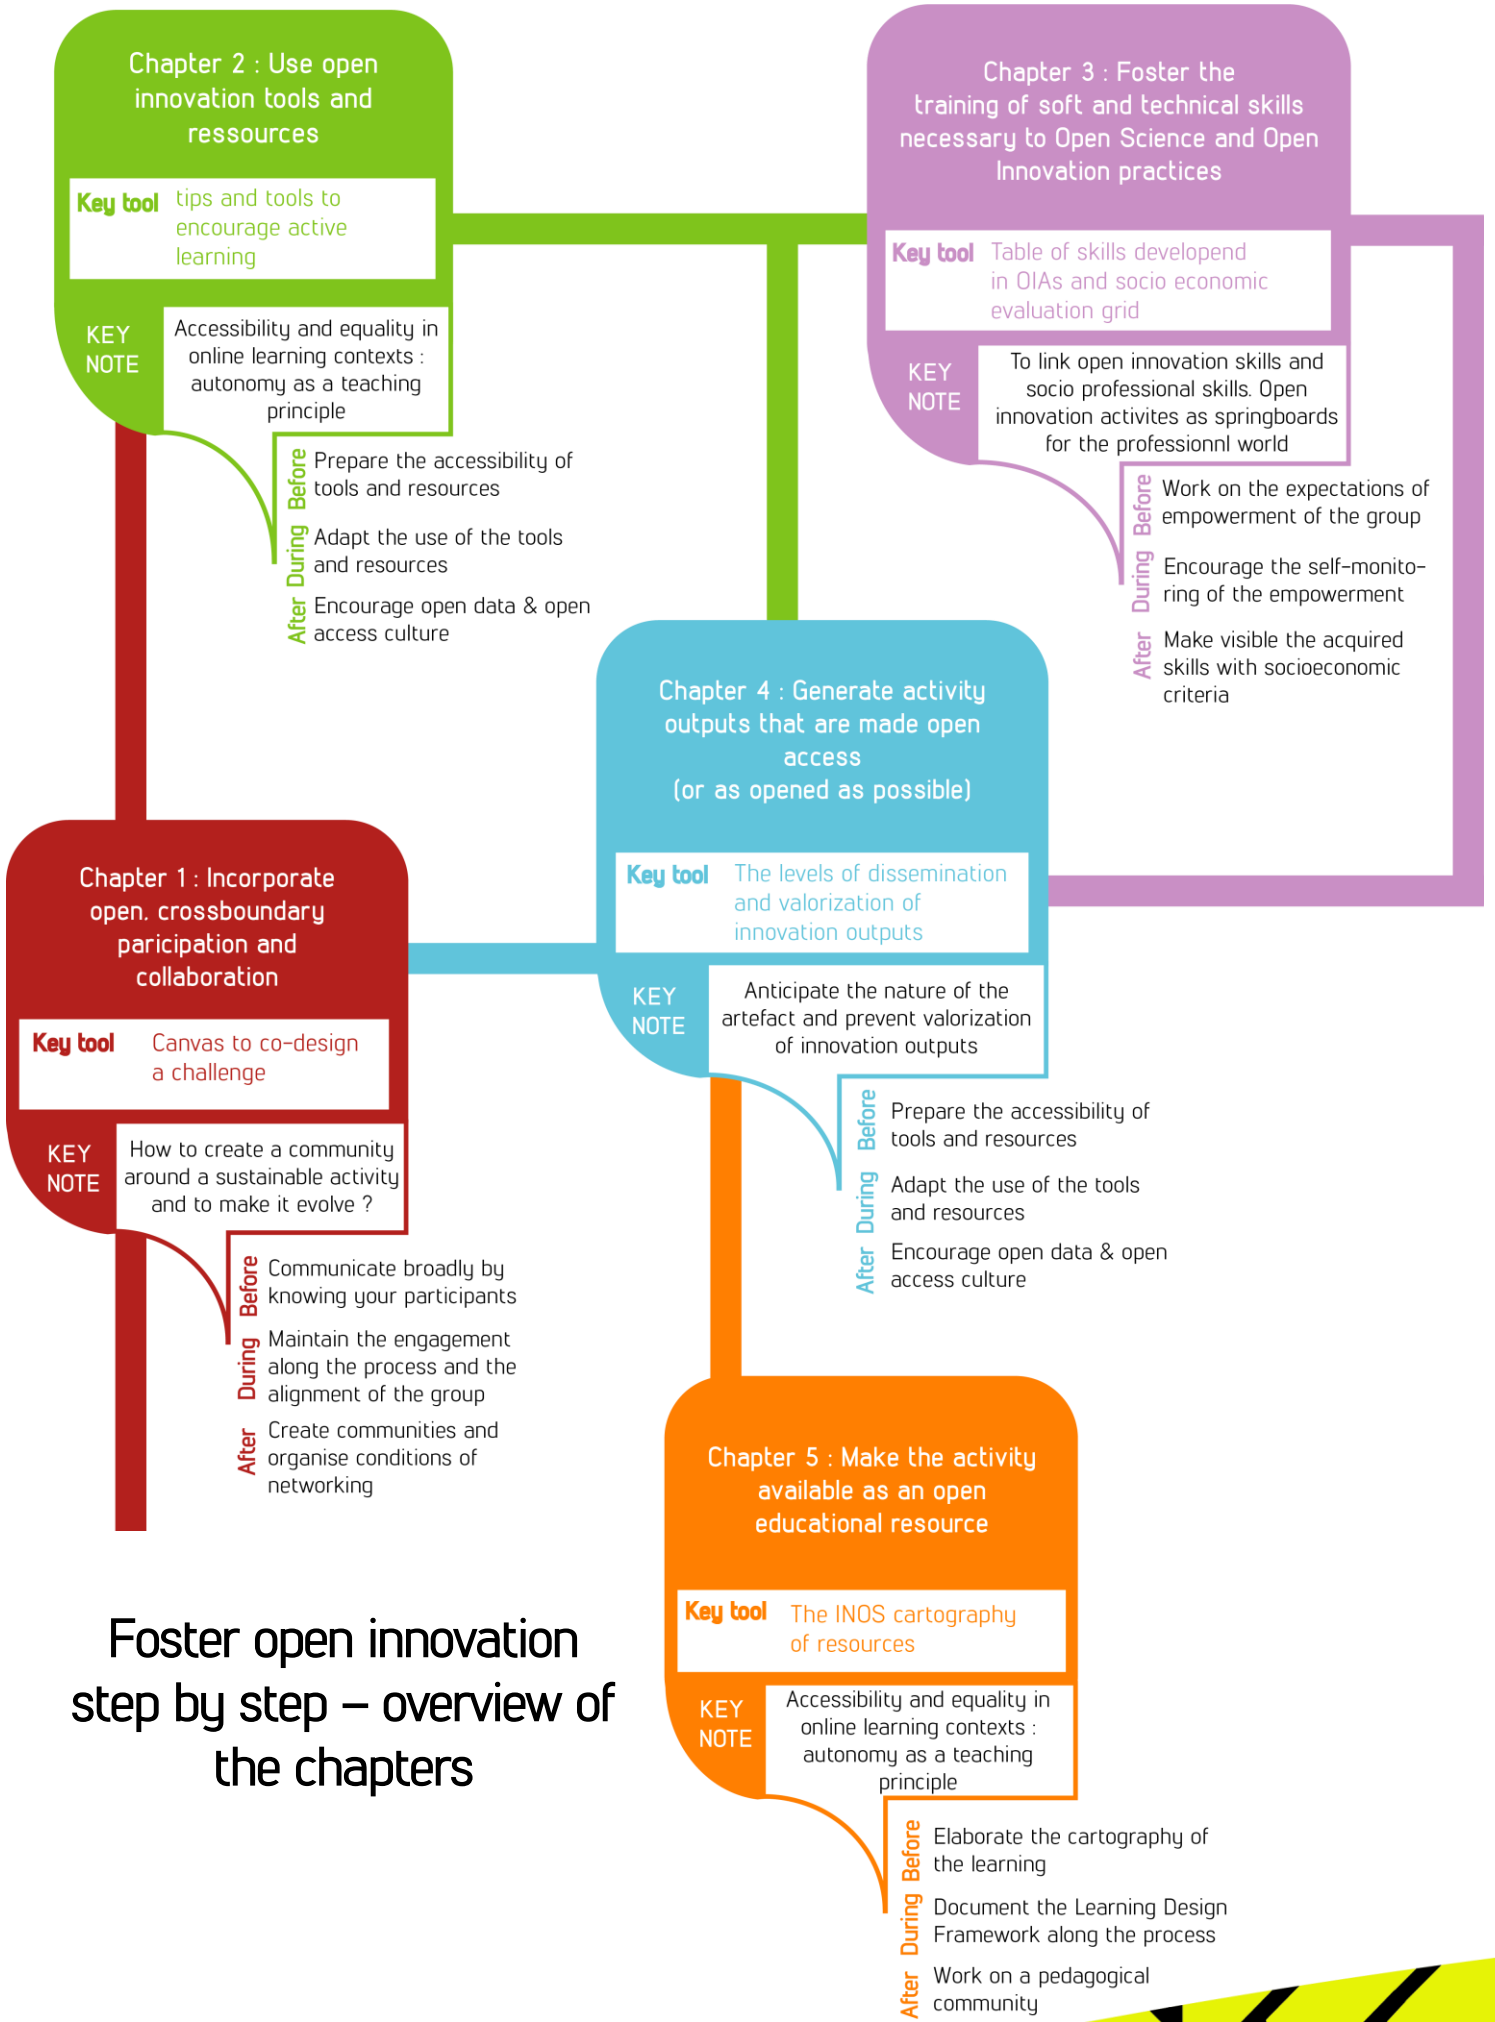 Chapter 2 : Use open
innovation tools and
ressources
Key tool
tips and tools to
encourage active
learning
KEY
NOTE
Accessibility and equality in
online learning contexts :
autonomy as a teaching
principle
Before
Prepare the accessibility of
tools and resources
During
Adapt the use of the tools
and resources
After
Encourage open data & open
access culture
Chapter 3 : Foster the
training of soft and technical skills
necessary to Open Science and Open
Innovation practices
Key tool
Table of skills developend
in OIAs and socio economic
evaluation grid
KEY
NOTE
To link open innovation skills and
socio professional skills. Open
innovation activites as springboards
for the professionnl world
Before
Work on the expectations of
empowerment of the group
During
Encourage the self-monito-
ring of the empowerment
After
Make visible the acquired
skills with socioeconomic
criteria
Chapter 4 : Generate activity
outputs that are made open
access
(or as opened as possible)
Key tool
The levels of dissemination
and valorization of
innovation outputs
KEY
NOTE
Anticipate the nature of the
artefact and prevent valorization
of innovation outputs
Before
Prepare the accessibility of
tools and resources
During
Adapt the use of the tools
and resources
After
Encourage open data & open
access culture
Chapter 1 : Incorporate
open, crossboundary
paricipation and
collaboration
Key tool
Canvas to co-design
a challenge
KEY
NOTE
How to create a community
around a sustainable activity
and to make it evolve ?
Before
Communicate broadly by
knowing your participants
During
Maintain the engagement
along the process and the
alignment of the group
After
Create communities and
organise conditions of
networking
Chapter 5 : Make the activity
available as an open
educational resource
Key tool
The INOS cartography
of resources
KEY
NOTE
Accessibility and equality in
online learning contexts :
autonomy as a teaching
principle
Before
Elaborate the cartography of
the learning
During
Document the Learning Design
Framework along the process
After
Work on a pedagogical
community
Foster open innovation
step by step – overview of
the chapters